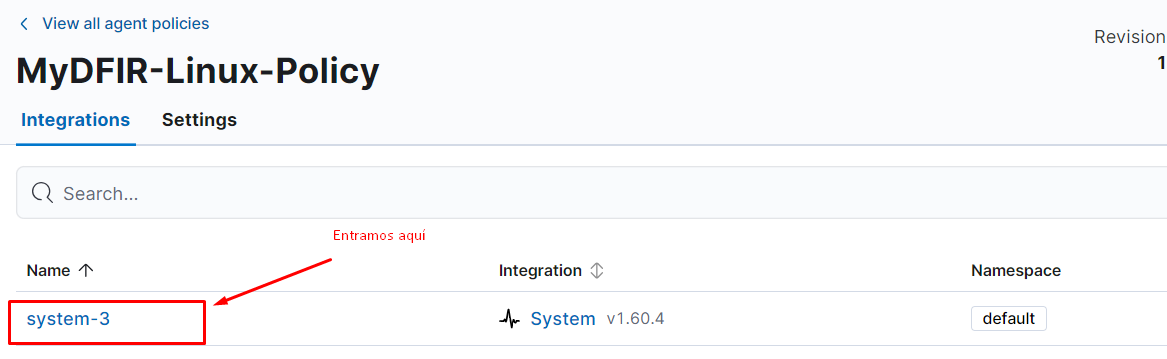 View all agent policies
Revision
MyDFIR-Linux-Policy
1
Integrations Settings
Search...
Entramos aquí
Name Integration Namespace
system-3 System v1.60.4 default